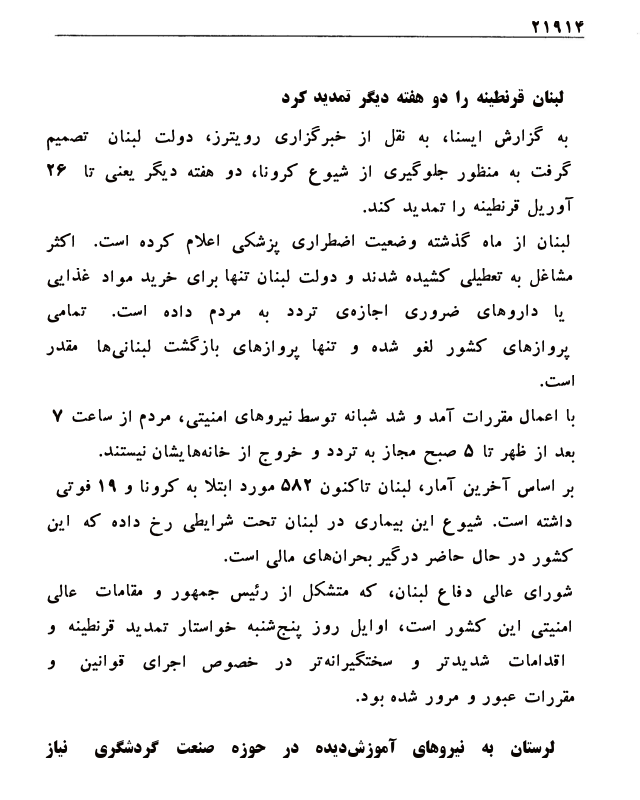 ۲۱۹۱۴
لبنان قرنطینه را دو هفته دیگر تمدید کرد
به گزارش ایسنا، به نقل از خبرگزاری رویترز، دولت لبنان تصمیم
گرفت به منظور جلوگیری از شیوع کرونا، دو هفته دیگر یعنی تا ۲۶
آوریل قرنطینه را تمدید کند.
لبنان از ماه گذشته وضعیت اضطراری پزشکی اعلام کرده است. اکثر
مشاغل به تعطیلی کشیده شدند و دولت لبنان تنها برای خرید مواد غذایی
یا داروهای ضروری اجازه‌ی تردد به مردم داده است. تمامی
پروازهای کشور لغو شده و تنها پروازهای بازگشت لبنانی‌ها مقدر
است.
با اعمال مقررات آمد و شد شبانه توسط نیروهای امنیتی، مردم از ساعت ۷
بعد از ظهر تا ۵ صبح مجاز به تردد و خروج از خانه‌هایشان نیستند.
بر اساس آخرین آمار، لبنان تاکنون ۵۸۲ مورد ابتلا به کرونا و ۱۹ فوتی
داشته است. شیوع این بیماری در لبنان تحت شرایطی رخ داده که این
کشور در حال حاضر درگیر بحران‌های مالی است.
شورای عالی دفاع لبنان، که متشکل از رئیس جمهور و مقامات عالی
امنیتی این کشور است، اوایل روز پنج‌شنبه خواستار تمدید قرنطینه و
اقدامات شدیدتر و سختگیرانه‌تر در خصوص اجرای قوانین و
مقررات عبور و مرور شده بود.
لرستان به نیروهای آموزش‌دیده در حوزه صنعت گردشگری نیاز